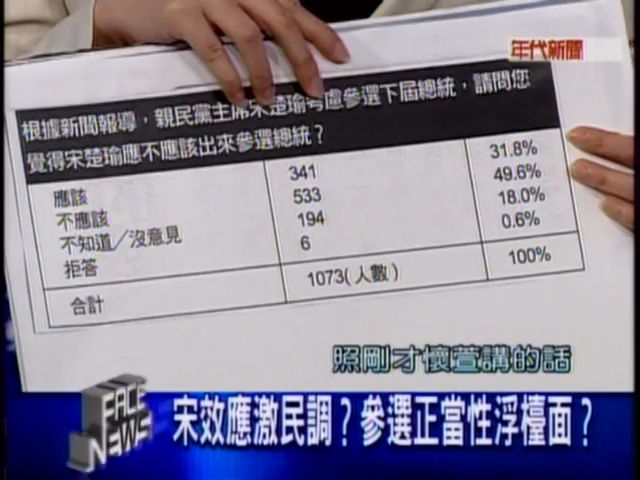 年代新聞
根據新聞報導，親民黨主席宋楚瑜考慮參選下屆總統，請問您
覺得宋楚瑜應不應該出來參選總統？
應該 341 31.8%
不應該 533 49.6%
不知道／沒意見 194 18.0%
拒答 6 0.6%
合計 1073(人數) 100%
照剛才懷萱講的話
FACE NEWS
宋效應激民調？參選正當性浮檯面？